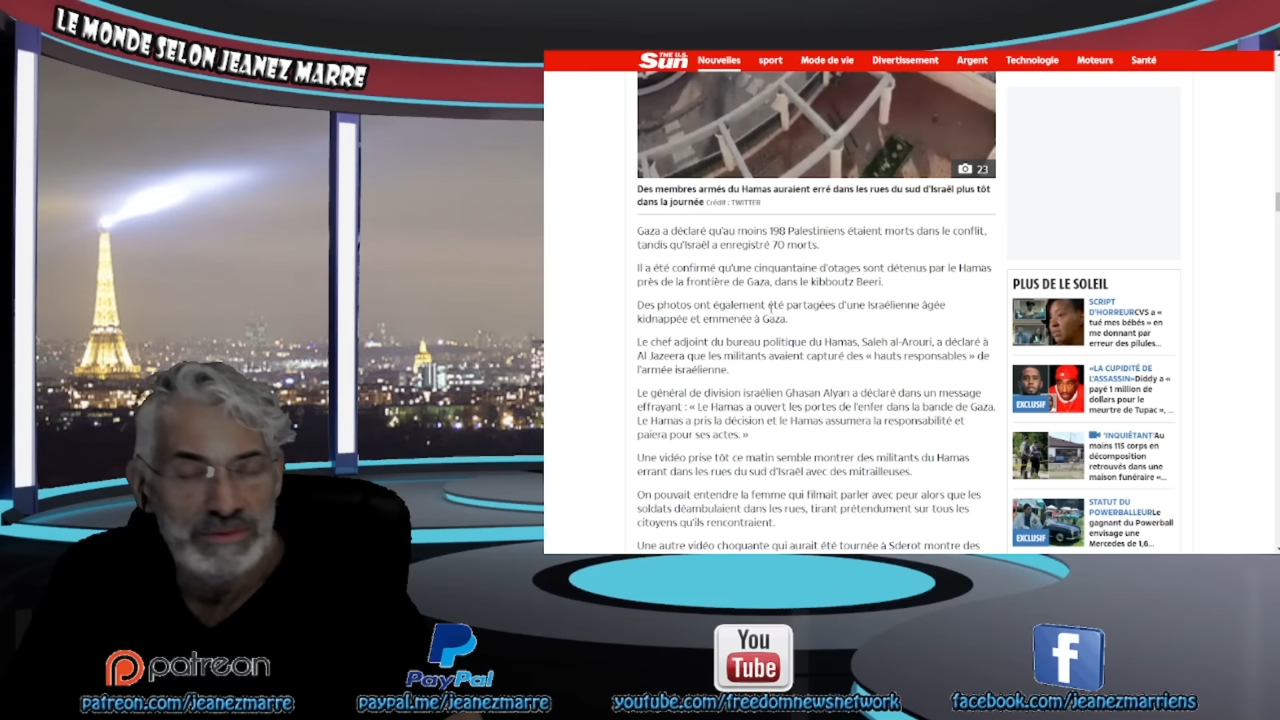 LE MONDE SELON JEANEZ MARRE
THE U.S. Sun
Nouvelles sport Mode de vie Divertissement Argent Technologie Moteurs Santé
23
Des membres armés du Hamas auraient erré dans les rues du sud d'Israël plus tôt
dans la journée Crédit : TWITTER
Gaza a déclaré qu'au moins 198 Palestiniens étaient morts dans le conflit,
tandis qu'Israël a enregistré 70 morts.
Il a été confirmé qu'une cinquantaine d'otages sont détenus par le Hamas
près de la frontière de Gaza, dans le kibboutz Beeri.
Des photos ont également été partagées d'une Israélienne âgée
kidnappée et emmenée à Gaza.
Le chef adjoint du bureau politique du Hamas, Saleh al-Arouri, a déclaré à
Al Jazeera que les militants avaient capturé des « hauts responsables » de
l'armée israélienne.
Le général de division israélien Ghasan Alyan a déclaré dans un message
effrayant : « Le Hamas a ouvert les portes de l'enfer dans la bande de Gaza.
Le Hamas a pris la décision et le Hamas assumera la responsabilité et
paiera pour ses actes. »
Une vidéo prise tôt ce matin semble montrer des militants du Hamas
errant dans les rues du sud d'Israël avec des mitrailleuses.
On pouvait entendre la femme qui filmait parler avec peur alors que les
soldats déambulaient dans les rues, tirant prétendument sur tous les
citoyens qu'ils rencontraient.
Une autre vidéo choquante qui aurait été tournée à Sderot montre des
PLUS DE LE SOLEIL
SCRIPT
D'HORREURCVS a «
tué mes bébés » en
me donnant par
erreur des pilules...
EXCLUSIF
«LA CUPIDITÉ DE
L'ASSASSIN»Diddy a «
payé 1 million de
dollars pour le
meurtre de Tupac », ...
'INQUIÉTANT'Au
moins 115 corps en
décomposition
retrouvés dans une
maison funéraire «...
EXCLUSIF
STATUT DU
POWERBALLEURLe
gagnant du Powerball
envisage une
Mercedes de 1,6...
patreon
patreon.com/jeanezmarre
PayPal
paypal.me/jeanezmarre
You
Tube
youtube.com/freedomnewsnetwork
f
facebook.com/jeanezmarriens